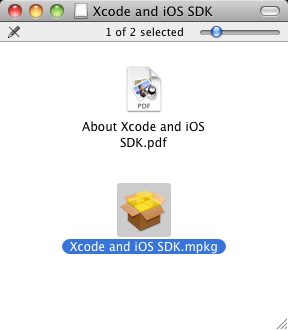 Xcode and iOS SDK
1 of 2 selected
PDF
About Xcode and iOS
SDK.pdf
Xcode and iOS SDK.mpkg